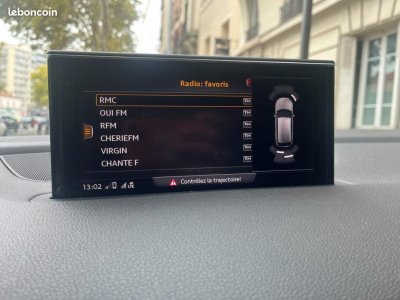 leboncoin
Radio: favoris
RMC
OUI FM
RFM
CHERIEFM
VIRGIN
CHANTE F
13:02
Contrôlez la trajectoire!